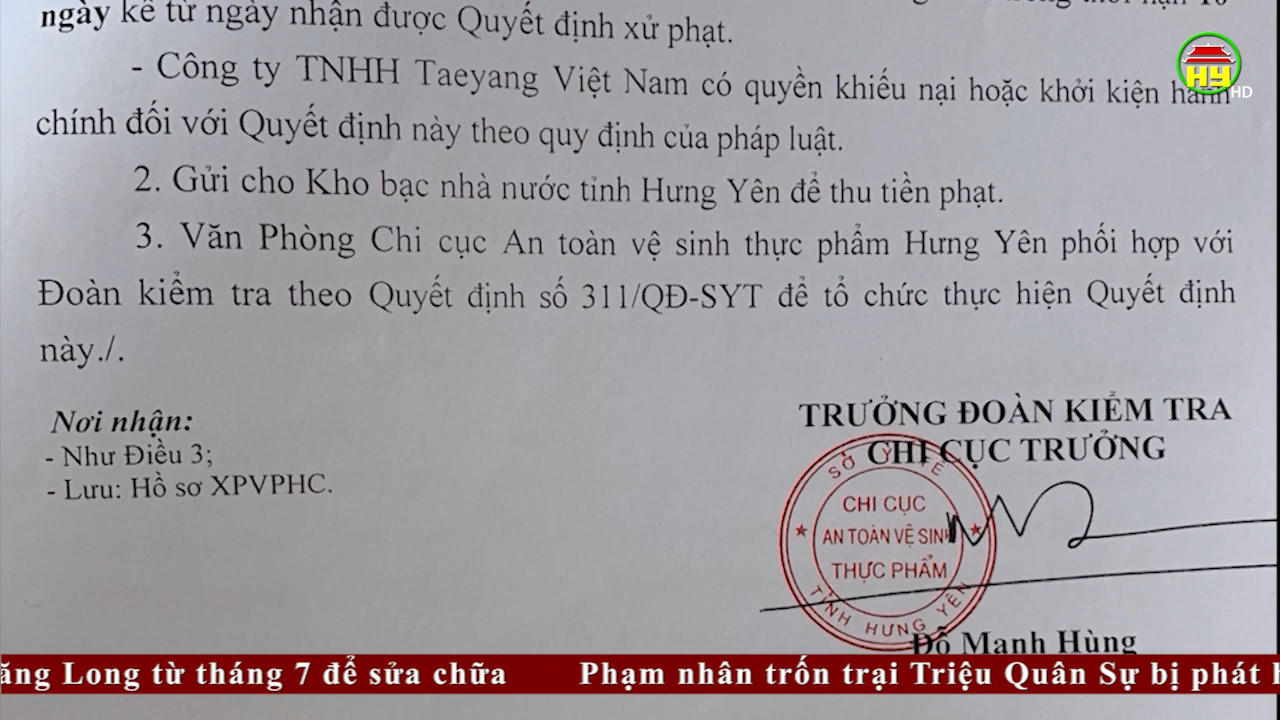 ngày kể từ ngày nhận được Quyết định xử phạt.
- Công ty TNHH Taeyang Việt Nam có quyền khiếu nại hoặc khởi kiện hành
chính đối với Quyết định này theo quy định của pháp luật.
2. Gửi cho Kho bạc nhà nước tỉnh Hưng Yên để thu tiền phạt.
3. Văn Phòng Chi cục An toàn vệ sinh thực phẩm Hưng Yên phối hợp với
Đoàn kiểm tra theo Quyết định số 311/QĐ-SYT để tổ chức thực hiện Quyết định
này./.
Nơi nhận:
- Như Điều 3;
- Lưu: Hồ sơ XPVPHC.
TRƯỞNG ĐOÀN KIỂM TRA
CHI CỤC TRƯỞNG
SỞ Y TẾ
CHI CỤC
AN TOÀN VỆ SINH
THỰC PHẨM
TỈNH HƯNG YÊN
Đỗ Mạnh Hùng
HY
HD
ăng Long từ tháng 7 để sửa chữa Phạm nhân trốn trại Triệu Quân Sự bị phát